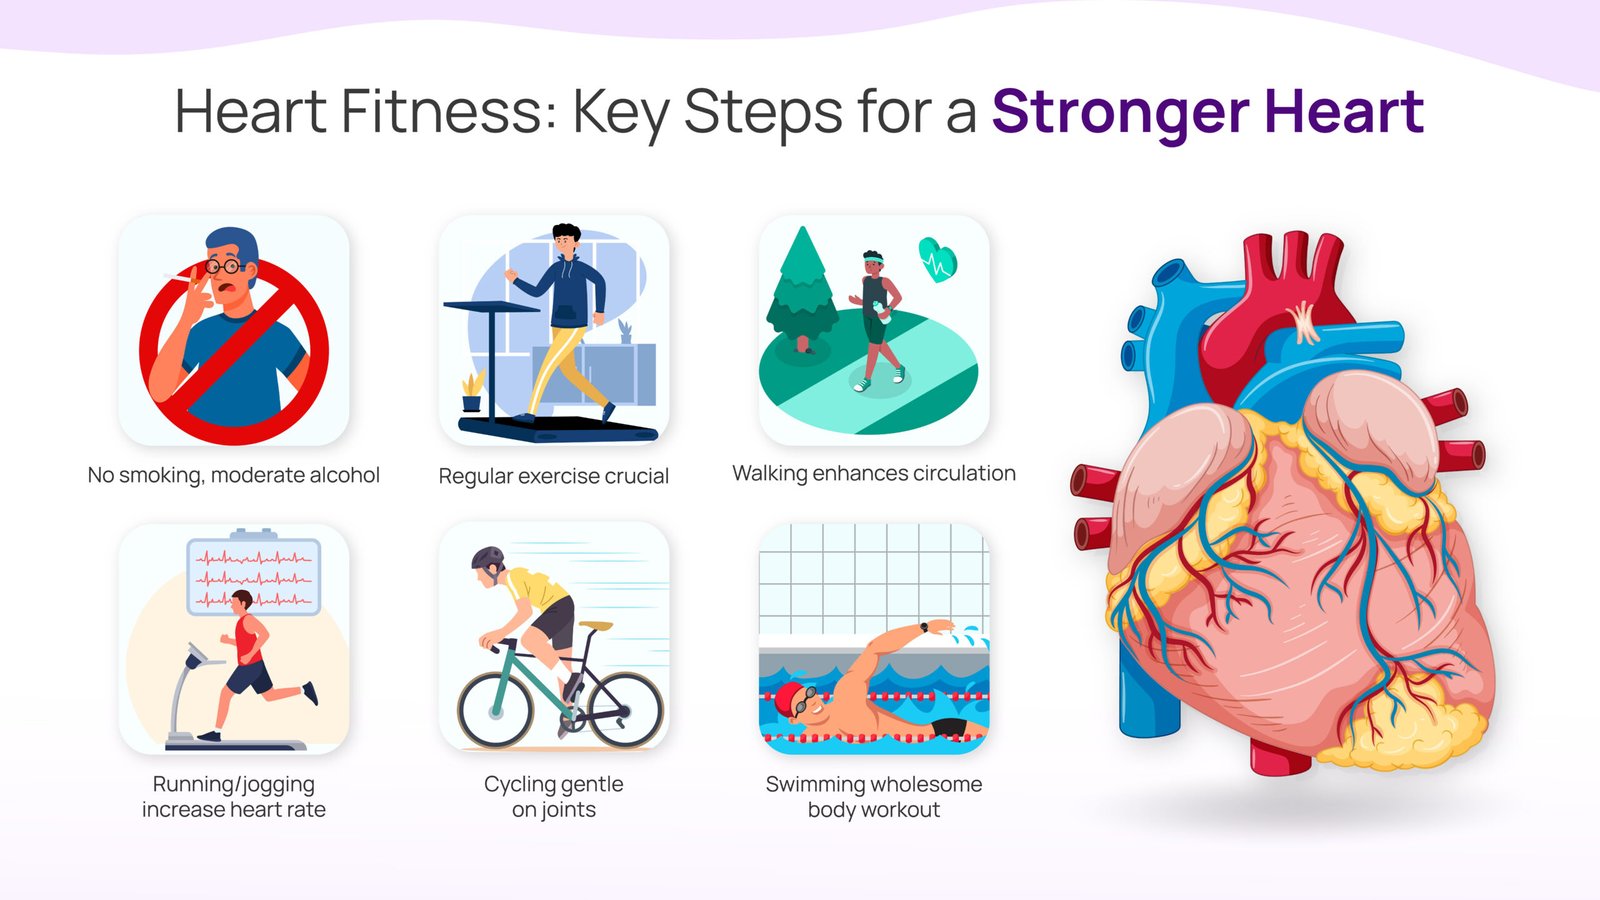 Heart Fitness: Key Steps for a Stronger Heart
No smoking, moderate alcohol
Regular exercise crucial
Walking enhances circulation
Running/jogging
increase heart rate
Cycling gentle
on joints
Swimming wholesome
body workout